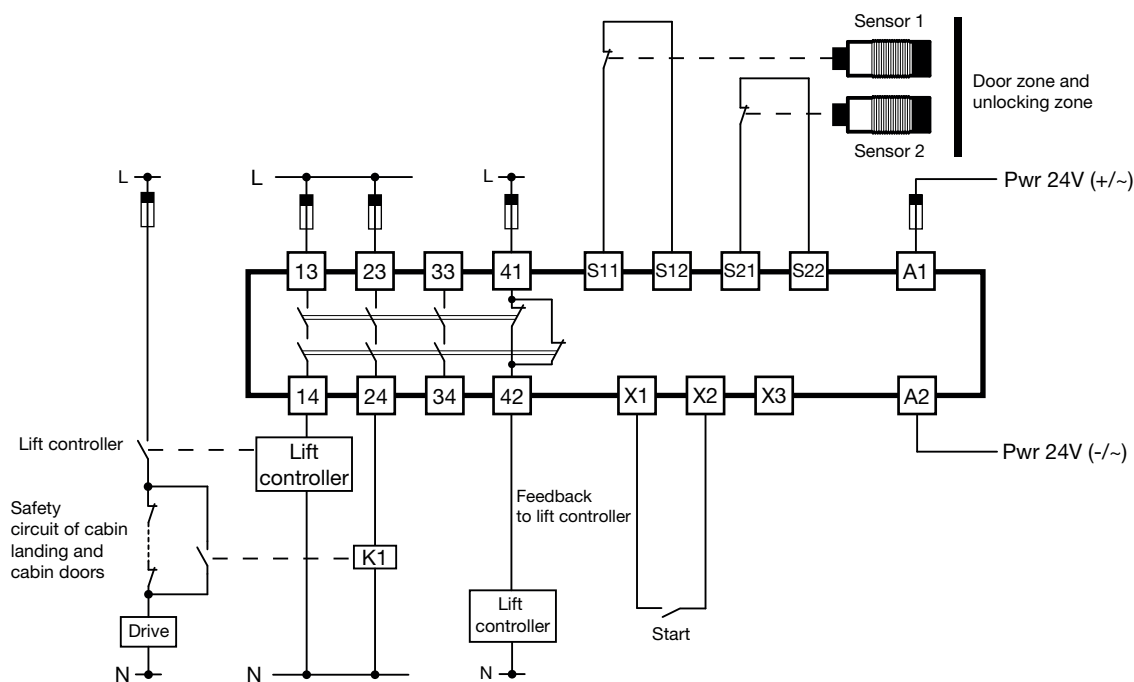 Sensor 1
Door zone and
unlocking zone
Sensor 2
L
L
L
Pwr 24V (+/~)
13
23
33
41
S11
S12
S21
S22
A1
14
24
34
42
X1
X2
X3
A2
Lift controller
Lift
controller
Pwr 24V (-/~)
Safety
circuit of cabin
landing and
cabin doors
Feedback
to lift controller
K1
Lift
controller
Start
Drive
N
N
N